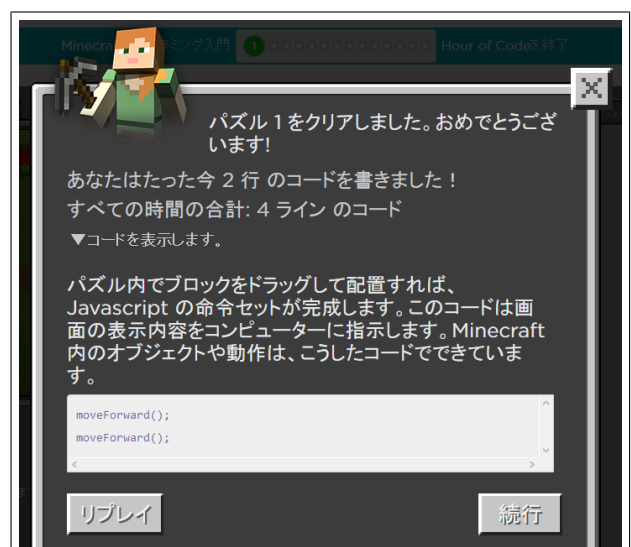 Minecra グラミング入門 1 Hour of Codeを終了
パズル 1 をクリアしました。おめでとうござ
います!
あなたはたった今 2 行 のコードを書きました！
すべての時間の合計: 4 ライン のコード
▼コードを表示します。
パズル内でブロックをドラッグして配置すれば、
Javascript の命令セットが完成します。このコードは画
面の表示内容をコンピューターに指示します。Minecraft
内のオブジェクトや動作は、こうしたコードでできていま
す。
moveForward();
moveForward();
リプレイ 続行